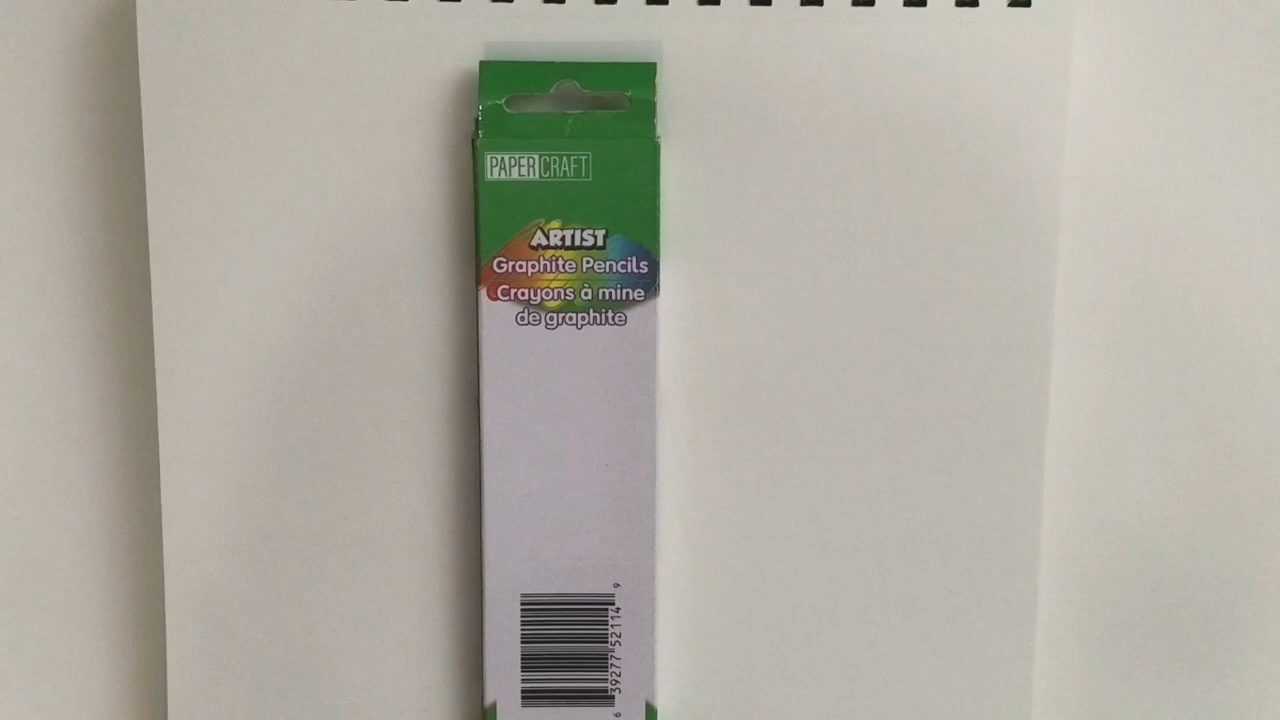 PAPER CRAFT
ARTIST
Graphite Pencils
Crayons à mine
de graphite
6 39277 52114 9